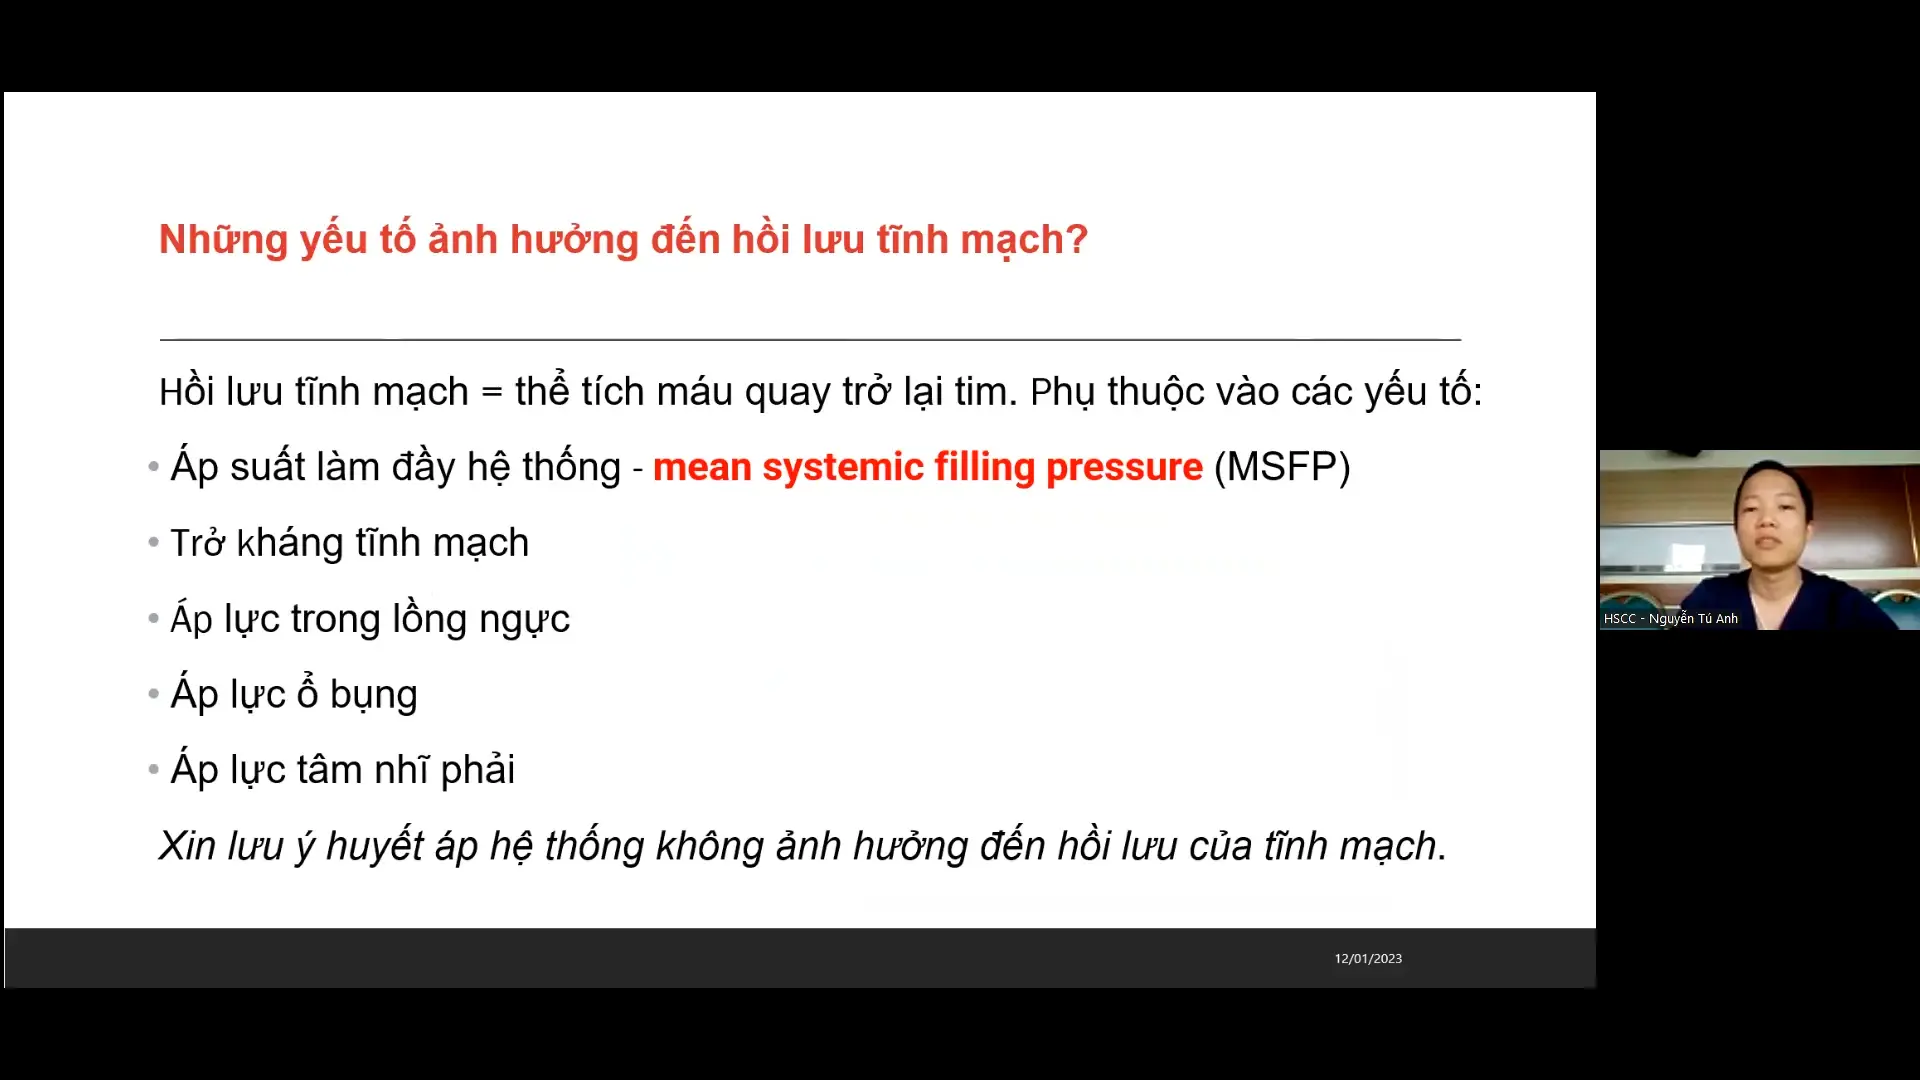 Những yếu tố ảnh hưởng đến hồi lưu tĩnh mạch?
Hồi lưu tĩnh mạch = thể tích máu quay trở lại tim. Phụ thuộc vào các yếu tố:
• Áp suất làm đầy hệ thống - mean systemic filling pressure (MSFP)
• Trở kháng tĩnh mạch
• Áp lực trong lồng ngực
• Áp lực ổ bụng
• Áp lực tâm nhĩ phải
Xin lưu ý huyết áp hệ thống không ảnh hưởng đến hồi lưu của tĩnh mạch.
12/01/2023
HSCC - Nguyễn Tú Anh